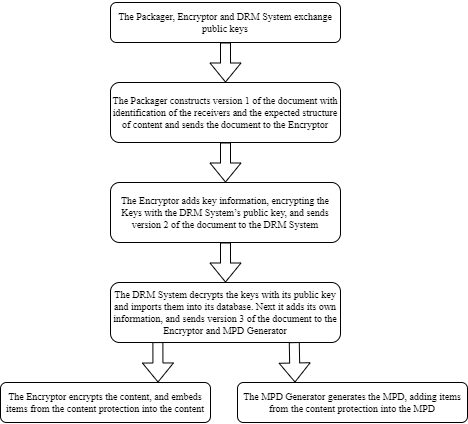 The Packager, Encryptor and DRM System exchange
public keys
The Packager constructs version 1 of the document with
identification of the receivers and the expected structure
of content and sends the document to the Encryptor
The Encryptor adds key information, encrypting the
Keys with the DRM System's public key, and sends
version 2 of the document to the DRM System
The DRM System decrypts the keys with its public key
and imports them into its database. Next it adds its own
information, and sends version 3 of the document to the
Encryptor and MPD Generator
The Encryptor encrypts the content, and embeds
items from the content protection into the content
The MPD Generator generates the MPD, adding items
from the content protection into the MPD